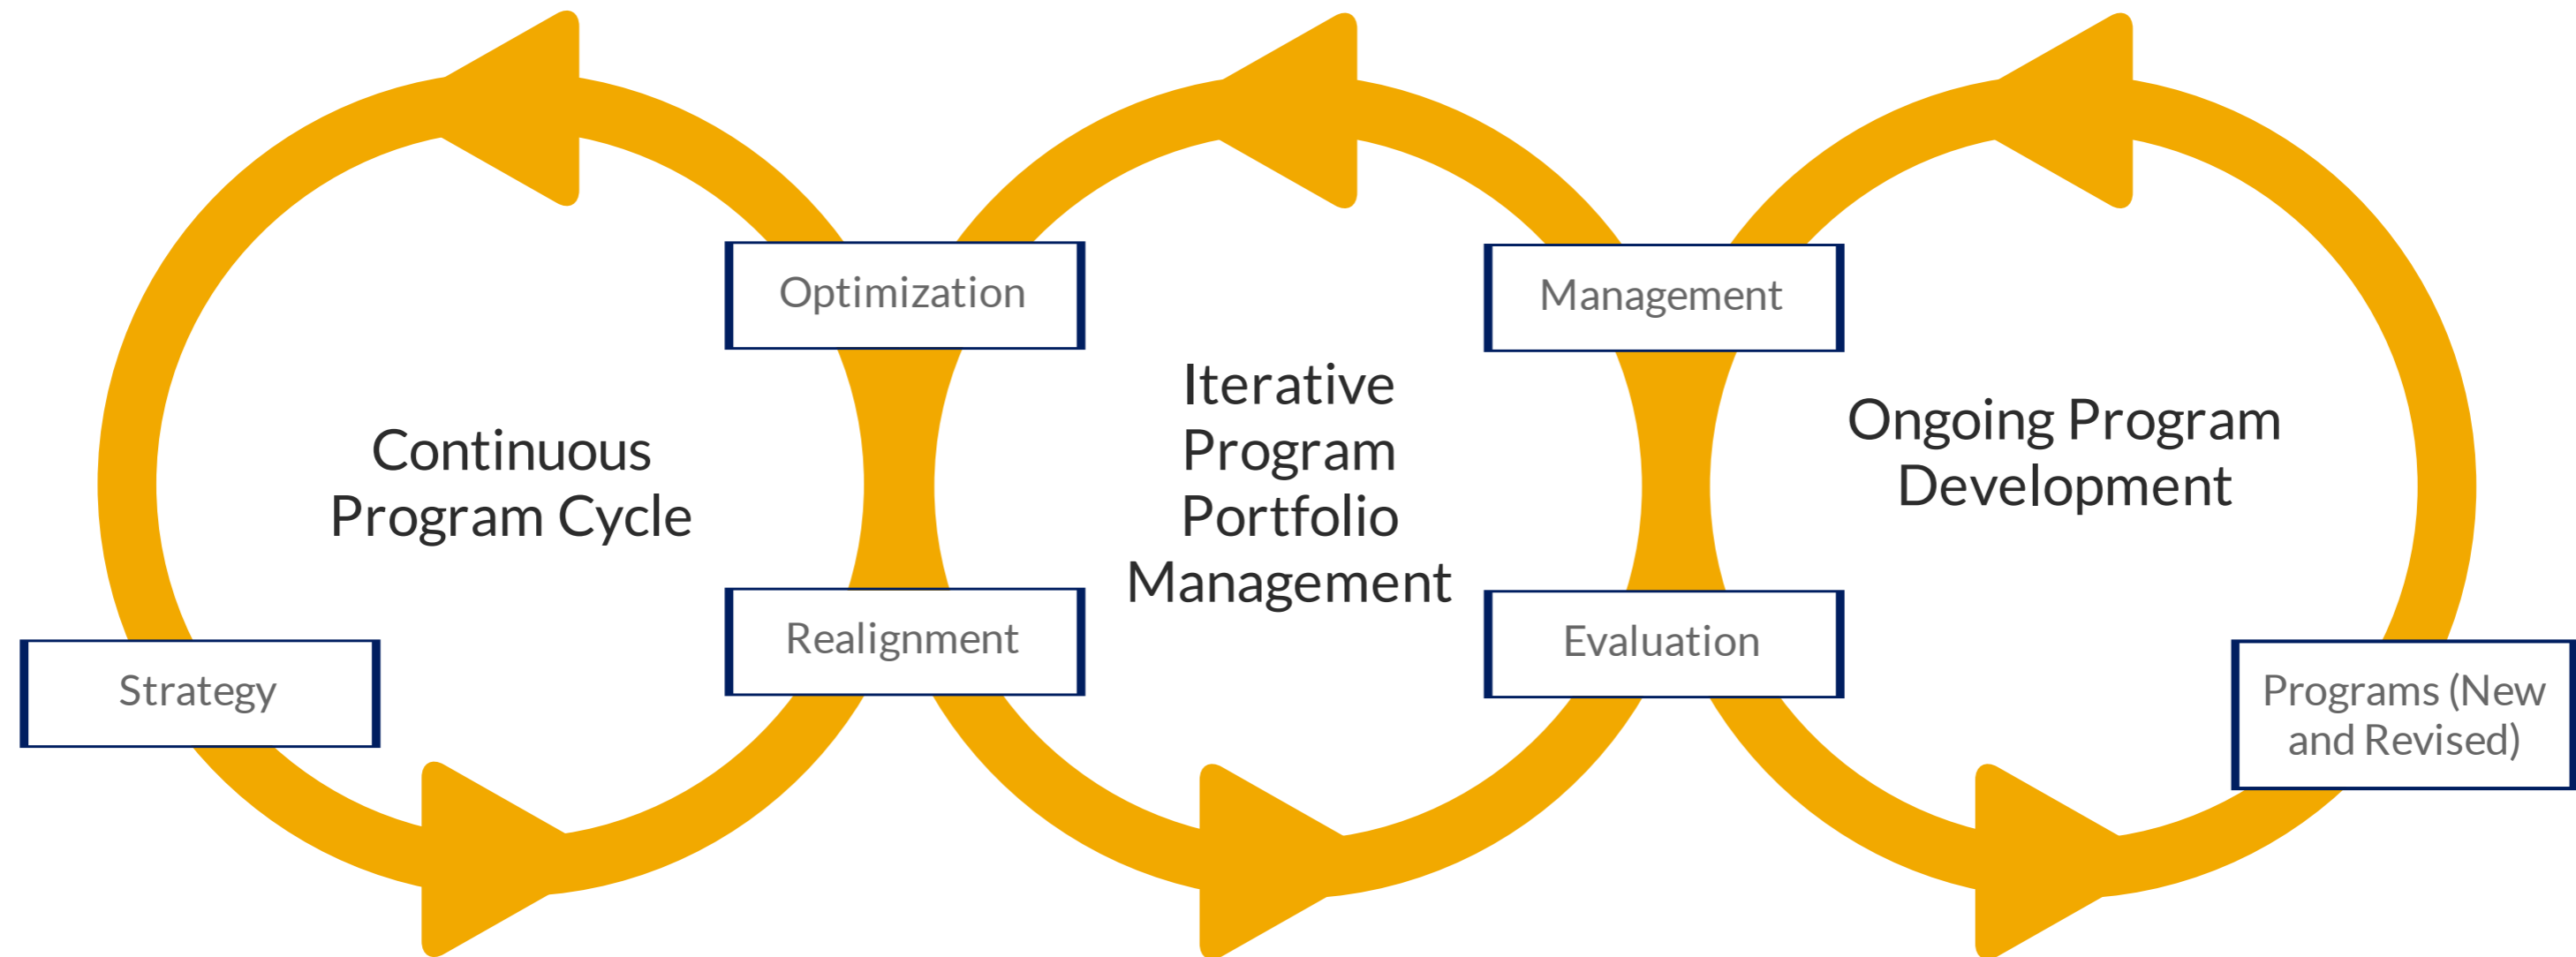 Optimization
Management
Iterative
Program
Portfolio
Management
Continuous
Program Cycle
Ongoing Program
Development
Realignment
Evaluation
Strategy
Programs (New
and Revised)